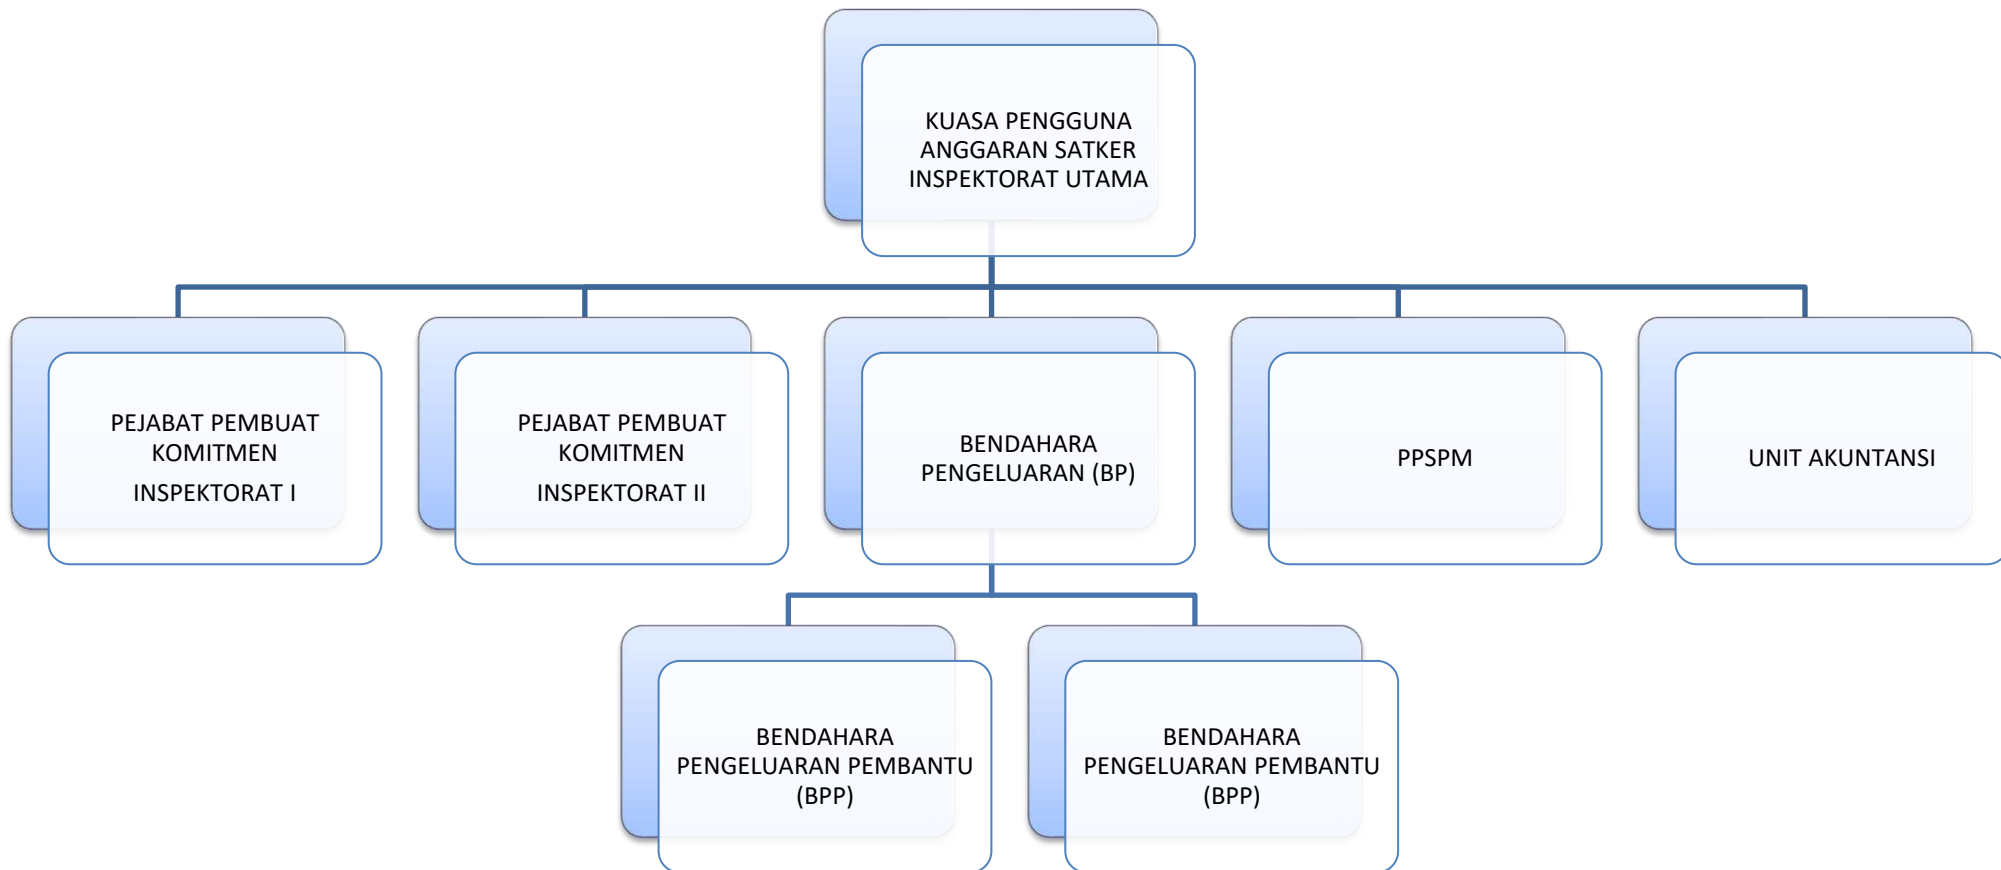 KUASA PENGGUNA
ANGGARAN SATKER
INSPEKTORAT UTAMA
PEJABAT PEMBUAT
KOMITMEN
INSPEKTORAT I
PEJABAT PEMBUAT
KOMITMEN
INSPEKTORAT II
BENDAHARA
PENGELUARAN (BP)
PPSPM
UNIT AKUNTANSI
BENDAHARA
PENGELUARAN PEMBANTU
(BPP)
BENDAHARA
PENGELUARAN PEMBANTU
(BPP)